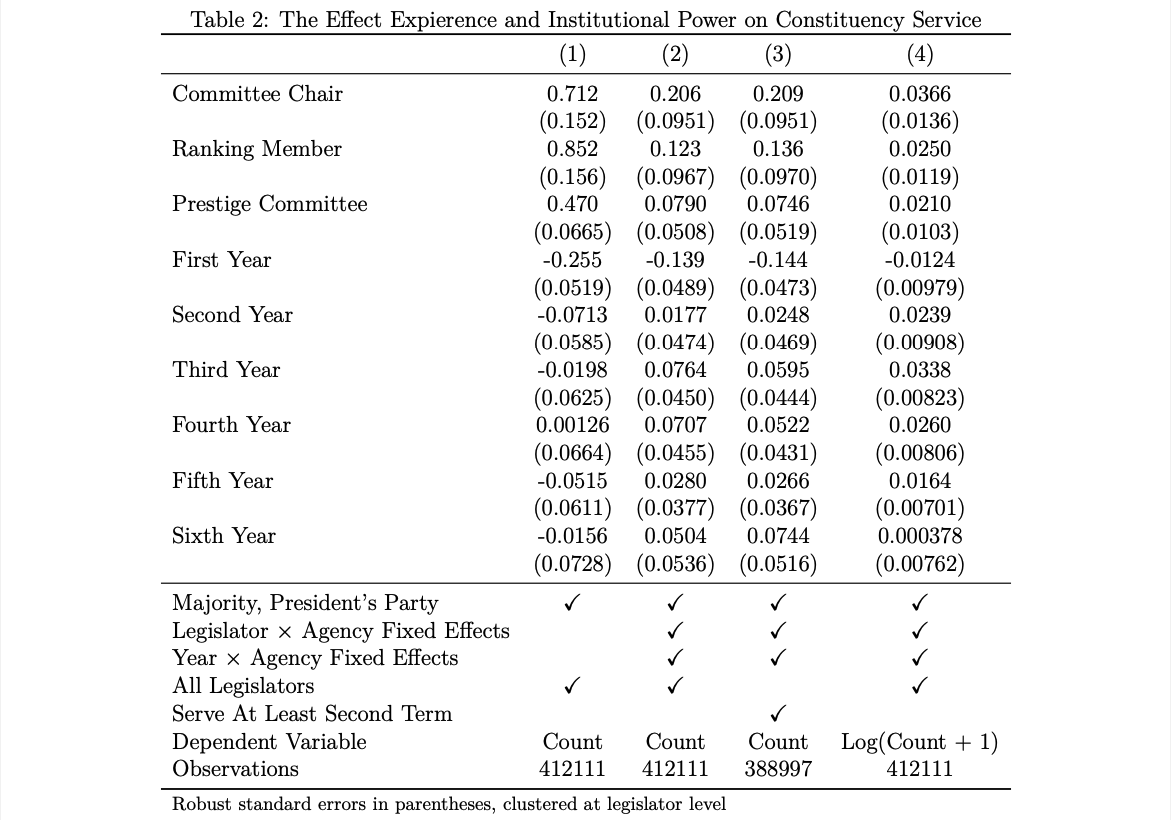 Table 2: The Effect Expierence and Institutional Power on Constituency Service
(1) (2) (3) (4)
Committee Chair 0.712 0.206 0.209 0.0366
(0.152) (0.0951) (0.0951) (0.0136)
Ranking Member 0.852 0.123 0.136 0.0250
(0.156) (0.0967) (0.0970) (0.0119)
Prestige Committee 0.470 0.0790 0.0746 0.0210
(0.0665) (0.0508) (0.0519) (0.0103)
First Year -0.255 -0.139 -0.144 -0.0124
(0.0519) (0.0489) (0.0473) (0.00979)
Second Year -0.0713 0.0177 0.0248 0.0239
(0.0585) (0.0474) (0.0469) (0.00908)
Third Year -0.0198 0.0764 0.0595 0.0338
(0.0625) (0.0450) (0.0444) (0.00823)
Fourth Year 0.00126 0.0707 0.0522 0.0260
(0.0664) (0.0455) (0.0431) (0.00806)
Fifth Year -0.0515 0.0280 0.0266 0.0164
(0.0611) (0.0377) (0.0367) (0.00701)
Sixth Year -0.0156 0.0504 0.0744 0.000378
(0.0728) (0.0536) (0.0516) (0.00762)
Majority, President's Party ✓ ✓ ✓ ✓
Legislator × Agency Fixed Effects ✓ ✓ ✓
Year × Agency Fixed Effects ✓ ✓ ✓
All Legislators ✓ ✓ ✓
Serve At Least Second Term ✓
Dependent Variable Count Count Count Log(Count + 1)
Observations 412111 412111 388997 412111
Robust standard errors in parentheses, clustered at legislator level